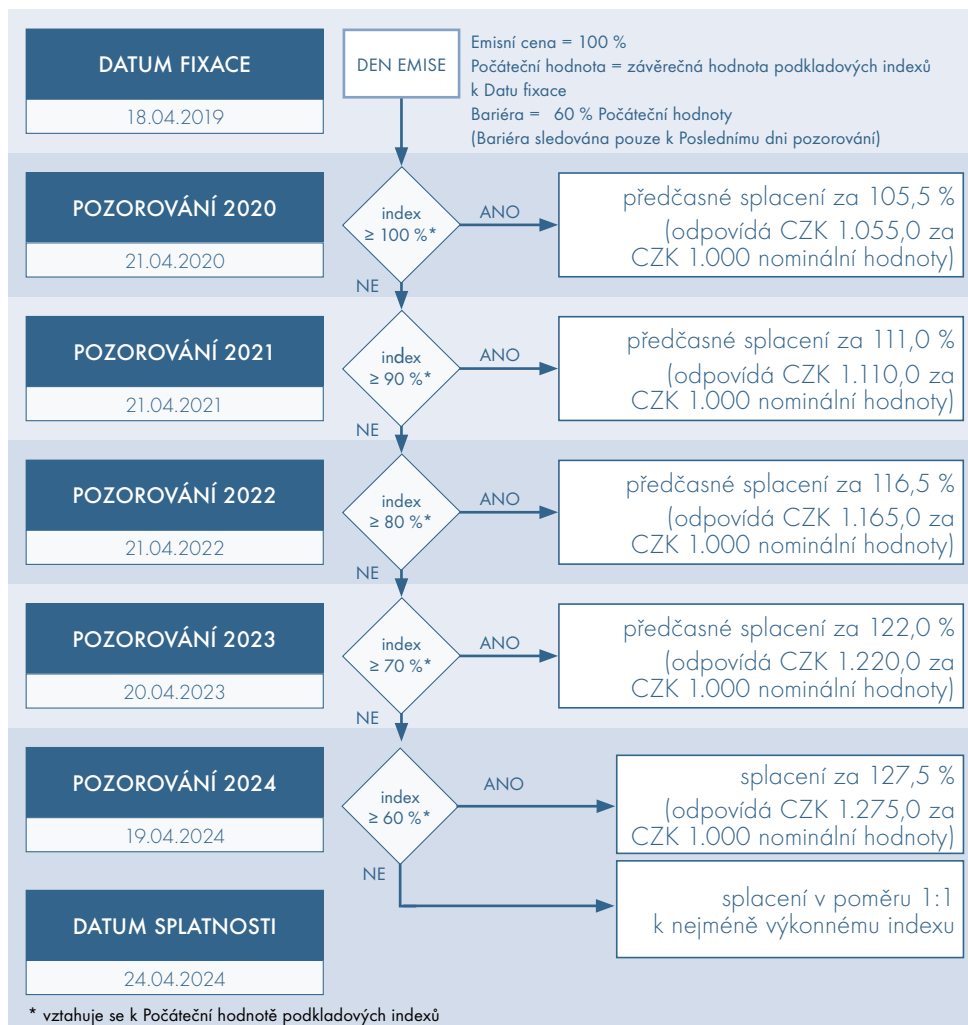 DATUM FIXACE
18.04.2019
DEN EMISE
Emisní cena = 100 %
Počáteční hodnota = závěrečná hodnota podkladových indexů
k Datu fixace
Bariéra = 60 % Počáteční hodnoty
(Bariéra sledována pouze k Poslednímu dni pozorování)
POZOROVÁNÍ 2020
21.04.2020
index
≥ 100 %*
ANO
NE
předčasné splacení za 105,5 %
(odpovídá CZK 1.055,0 za
CZK 1.000 nominální hodnoty)
POZOROVÁNÍ 2021
21.04.2021
index
≥ 90 %*
ANO
NE
předčasné splacení za 111,0 %
(odpovídá CZK 1.110,0 za
CZK 1.000 nominální hodnoty)
POZOROVÁNÍ 2022
21.04.2022
index
≥ 80 %*
ANO
NE
předčasné splacení za 116,5 %
(odpovídá CZK 1.165,0 za
CZK 1.000 nominální hodnoty)
POZOROVÁNÍ 2023
20.04.2023
index
≥ 70 %*
ANO
NE
předčasné splacení za 122,0 %
(odpovídá CZK 1.220,0 za
CZK 1.000 nominální hodnoty)
POZOROVÁNÍ 2024
19.04.2024
index
≥ 60 %*
ANO
NE
splacení za 127,5 %
(odpovídá CZK 1.275,0 za
CZK 1.000 nominální hodnoty)
splacení v poměru 1:1
k nejméně výkonnému indexu
DATUM SPLATNOSTI
24.04.2024
* vztahuje se k Počáteční hodnotě podkladových indexů